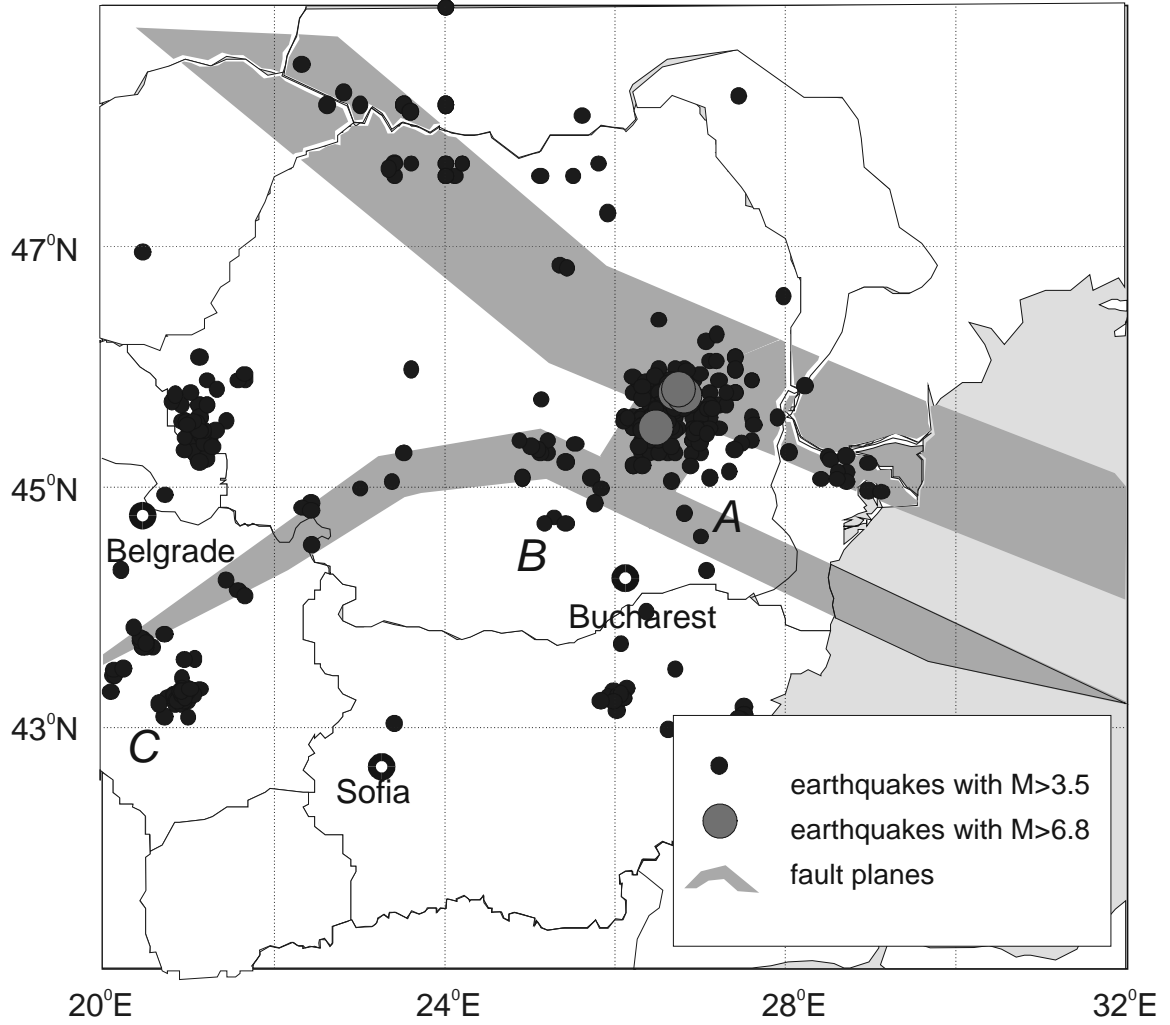 47⁰N
45⁰N
A
B
Belgrade
Bucharest
43⁰N
C
Sofia
earthquakes with M>3.5
earthquakes with M>6.8
fault planes
20⁰E 24⁰E 28⁰E 32⁰E